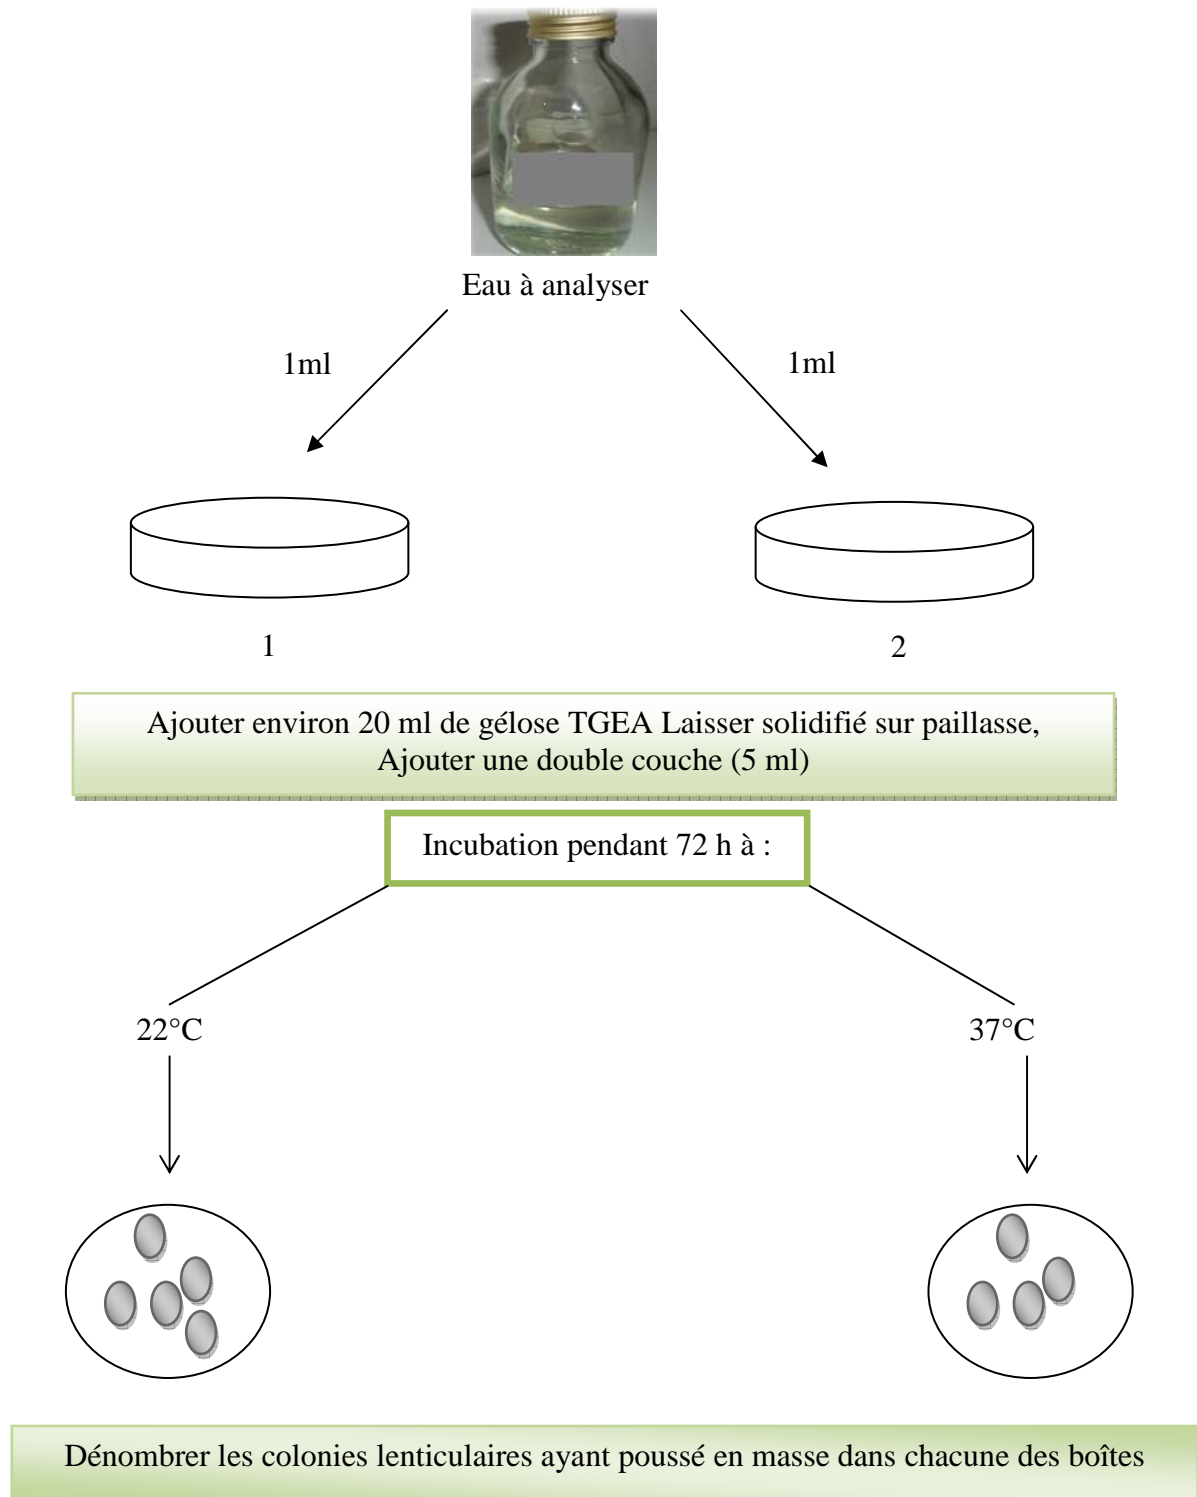 Eau à analyser
1ml
1ml
1
2
Ajouter environ 20 ml de gélose TGEA Laisser solidifié sur paillasse,
Ajouter une double couche (5 ml)
Incubation pendant 72 h à :
22°C
37°C
Dénombrer les colonies lenticulaires ayant poussé en masse dans chacune des boîtes